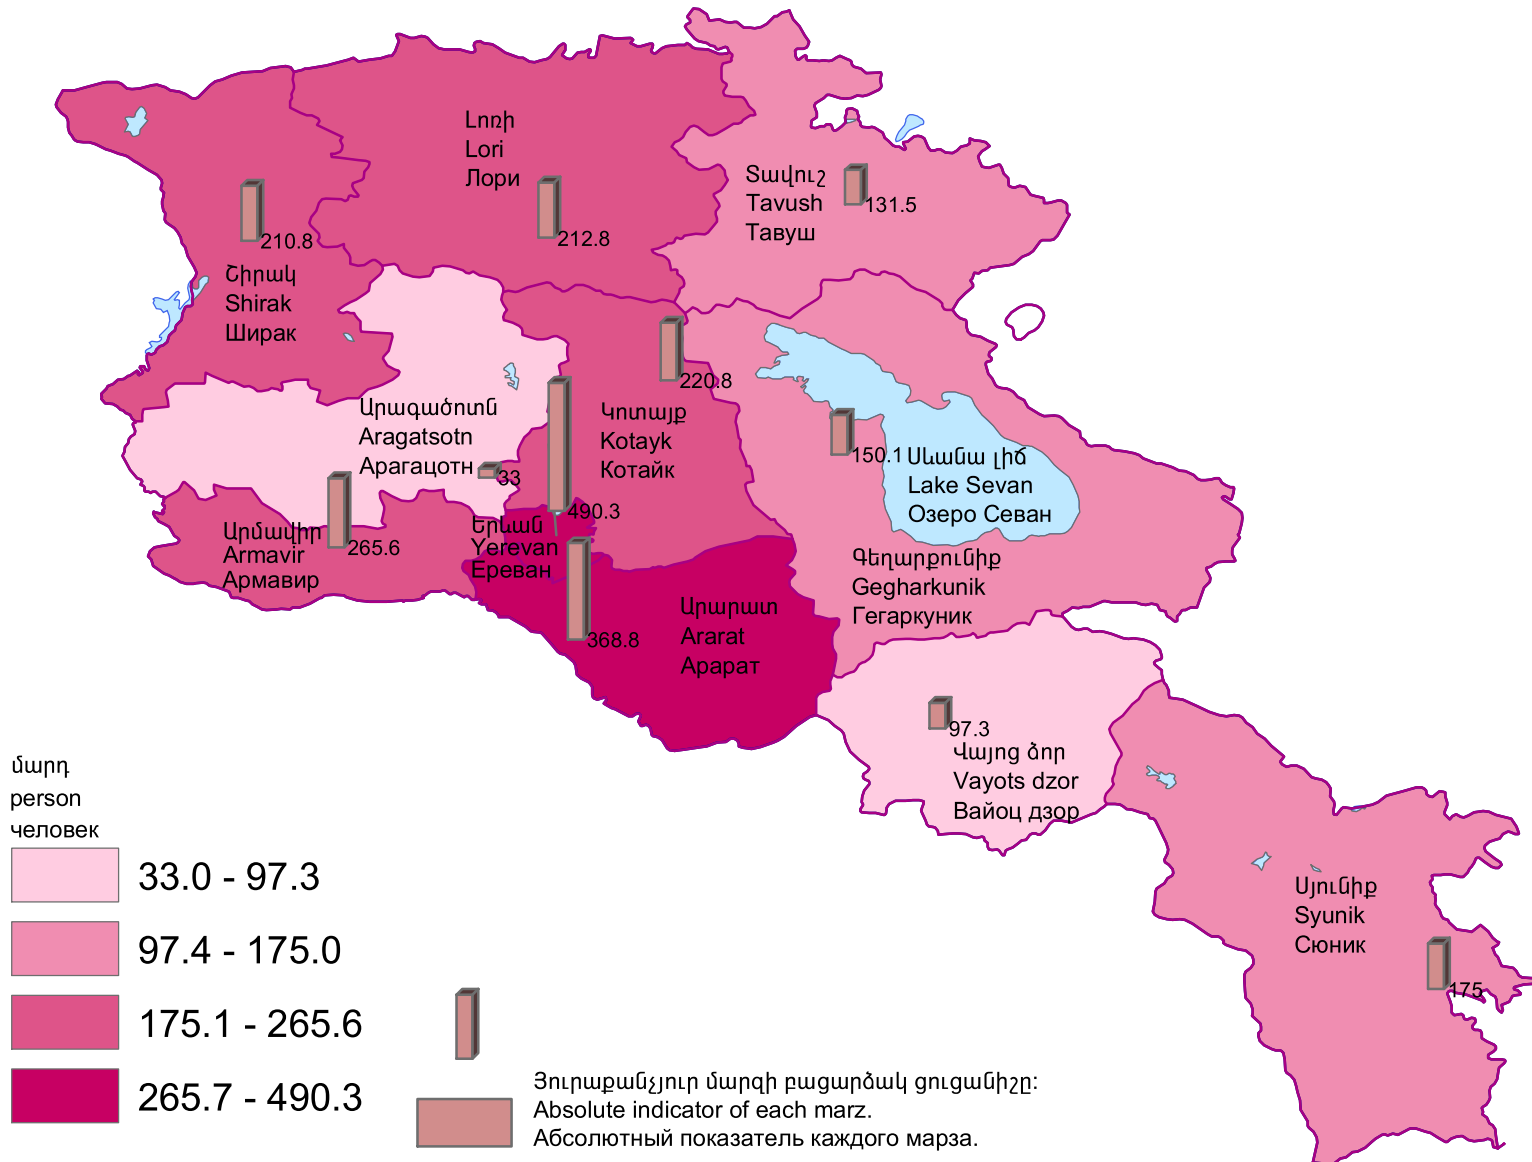 Լոռի
Lori
Лори
212.8
Տավուշ
Tavush
Тавуш
131.5
210.8
Շիրակ
Shirak
Ширак
220.8
Կոտայք
Kotayk
Котайк
Արագածոտն
Aragatsotn
Арагацотн
33
150.1
Սևանա լիճ
Lake Sevan
Озеро Севан
490.3
Երևան
Yerevan
Ереван
Արմավիր
Armavir
Армавир
265.6
Գեղարքունիք
Gegharkunik
Гегаркуник
368.8
Արարատ
Ararat
Арарат
97.3
Վայոց ձոր
Vayots dzor
Вайоц дзор
Սյունիք
Syunik
Сюник
175
մարդ
person
человек
33.0 - 97.3
97.4 - 175.0
175.1 - 265.6
265.7 - 490.3
Յուրաքանչյուր մարզի բացարձակ ցուցանիշը:
Absolute indicator of each marz.
Абсолютный показатель каждого марза.